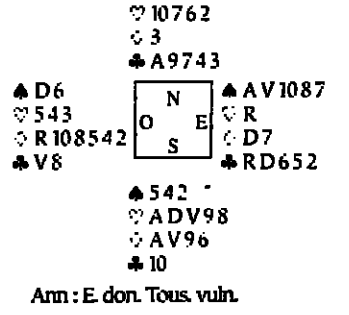 ♡ 10762
♢ 3
♣ A9743
♠ D6
♡ 543
♢ R108542
♣ V8
N
O E
S
♠ AV1087
♡ R
♢ D7
♣ RD652
♠ 542
♡ ADV98
♢ AV96
♣ 10
Ann : E. don. Tous. vuln.